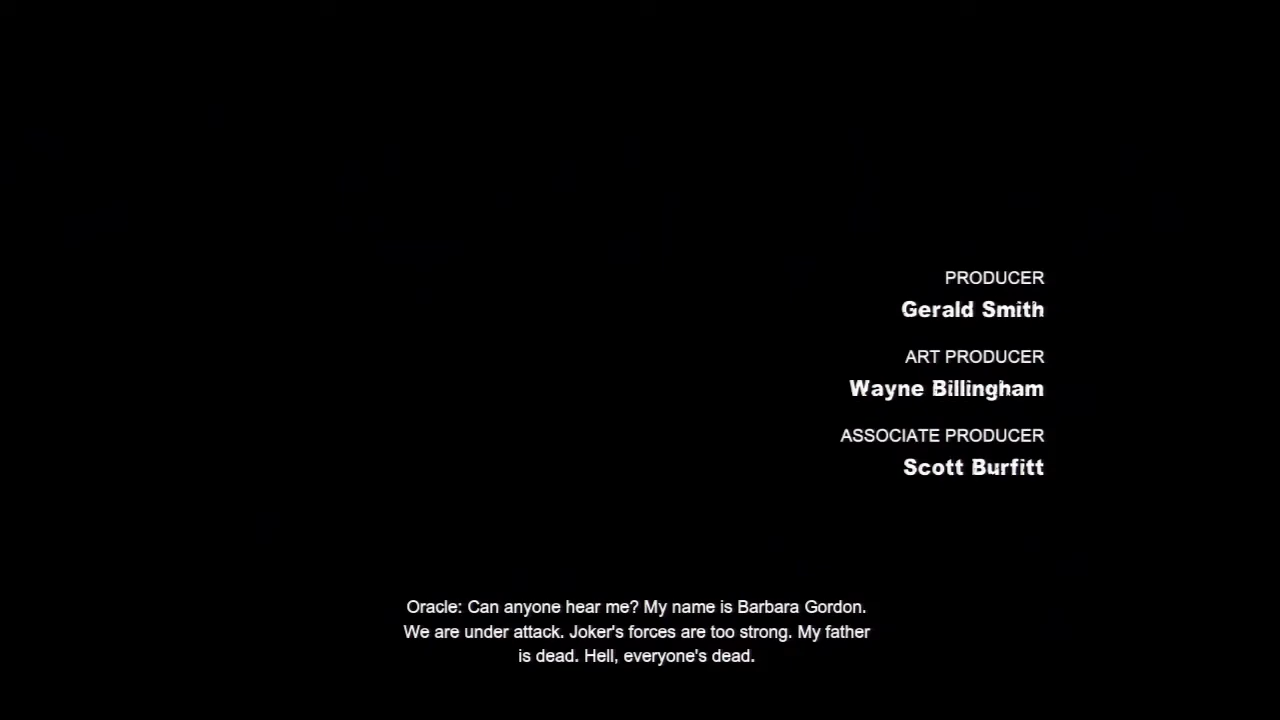 PRODUCER
Gerald Smith
ART PRODUCER
Wayne Billingham
ASSOCIATE PRODUCER
Scott Burfitt
Oracle: Can anyone hear me? My name is Barbara Gordon.
We are under attack. Joker's forces are too strong. My father
is dead. Hell, everyone's dead.